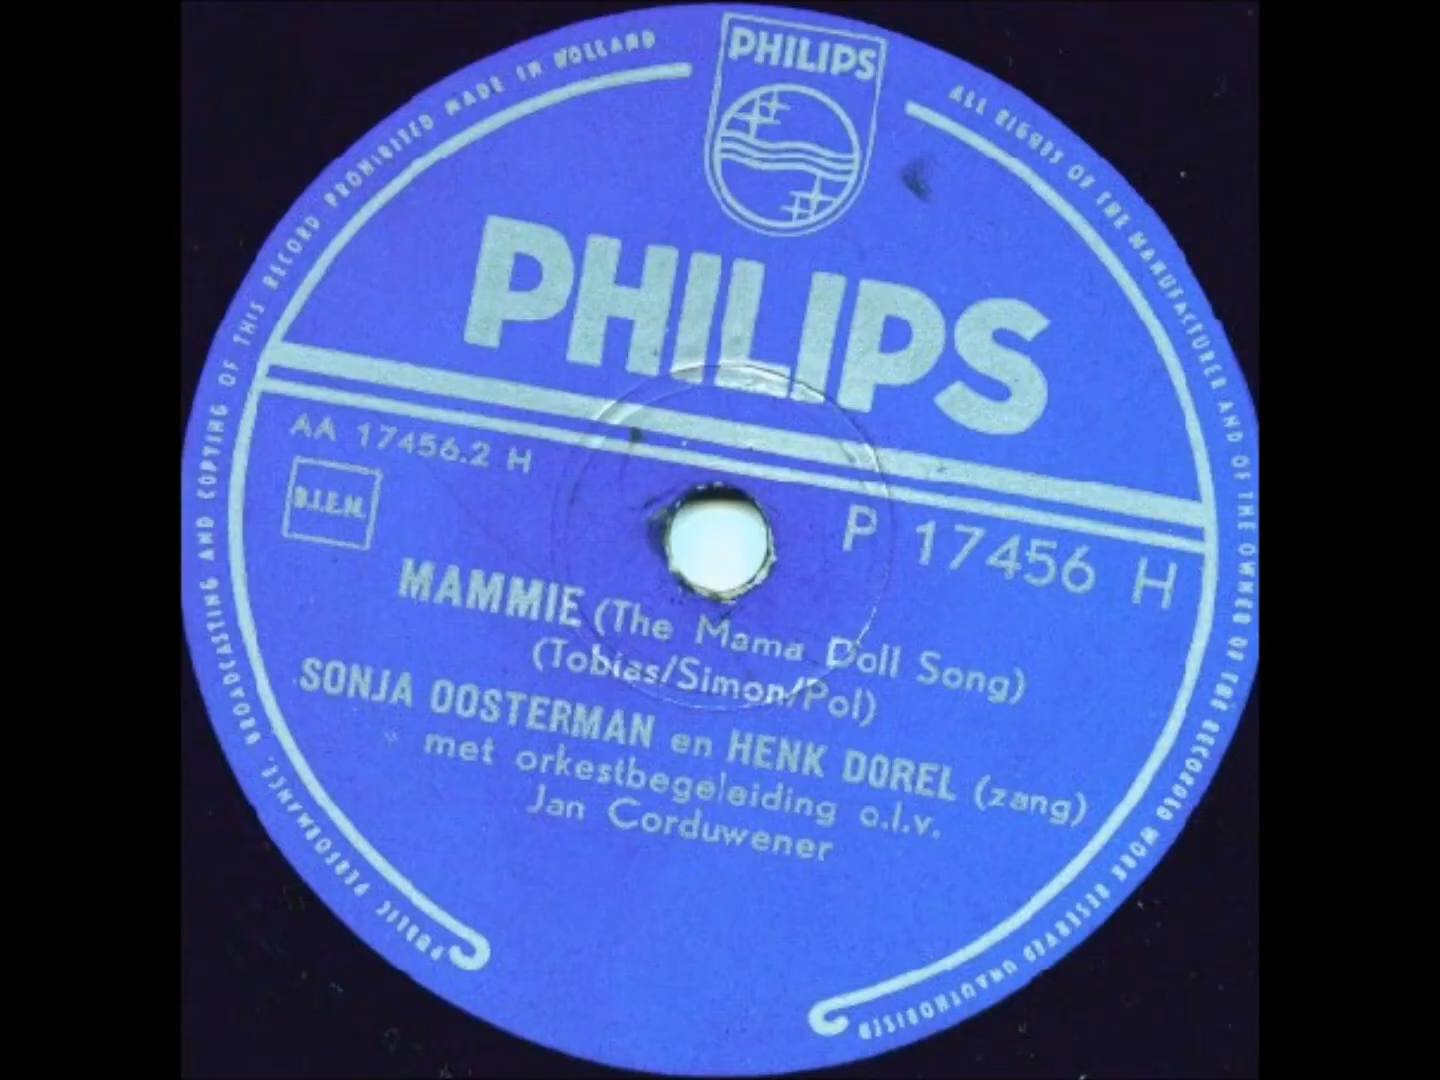 PHILIPS
PHILIPS
AA 17456.2 H
B.I.E.M.
P 17456 H
MAMMIE (The Mama Doll Song)
(Tobias/Simon/Pol)
SONJA OOSTERMAN en HENK DOREL (zang)
met orkestbegeleiding o.l.v.
Jan Corduwener
ALL RIGHTS OF THE MANUFACTURER AND OF THE OWNER OF THE RECORDED WORK RESERVED UNAUTHORISED
PUBLIC PERFORMANCE, BROADCASTING AND COPYING OF THIS RECORD PROHIBITED MADE IN HOLLAND